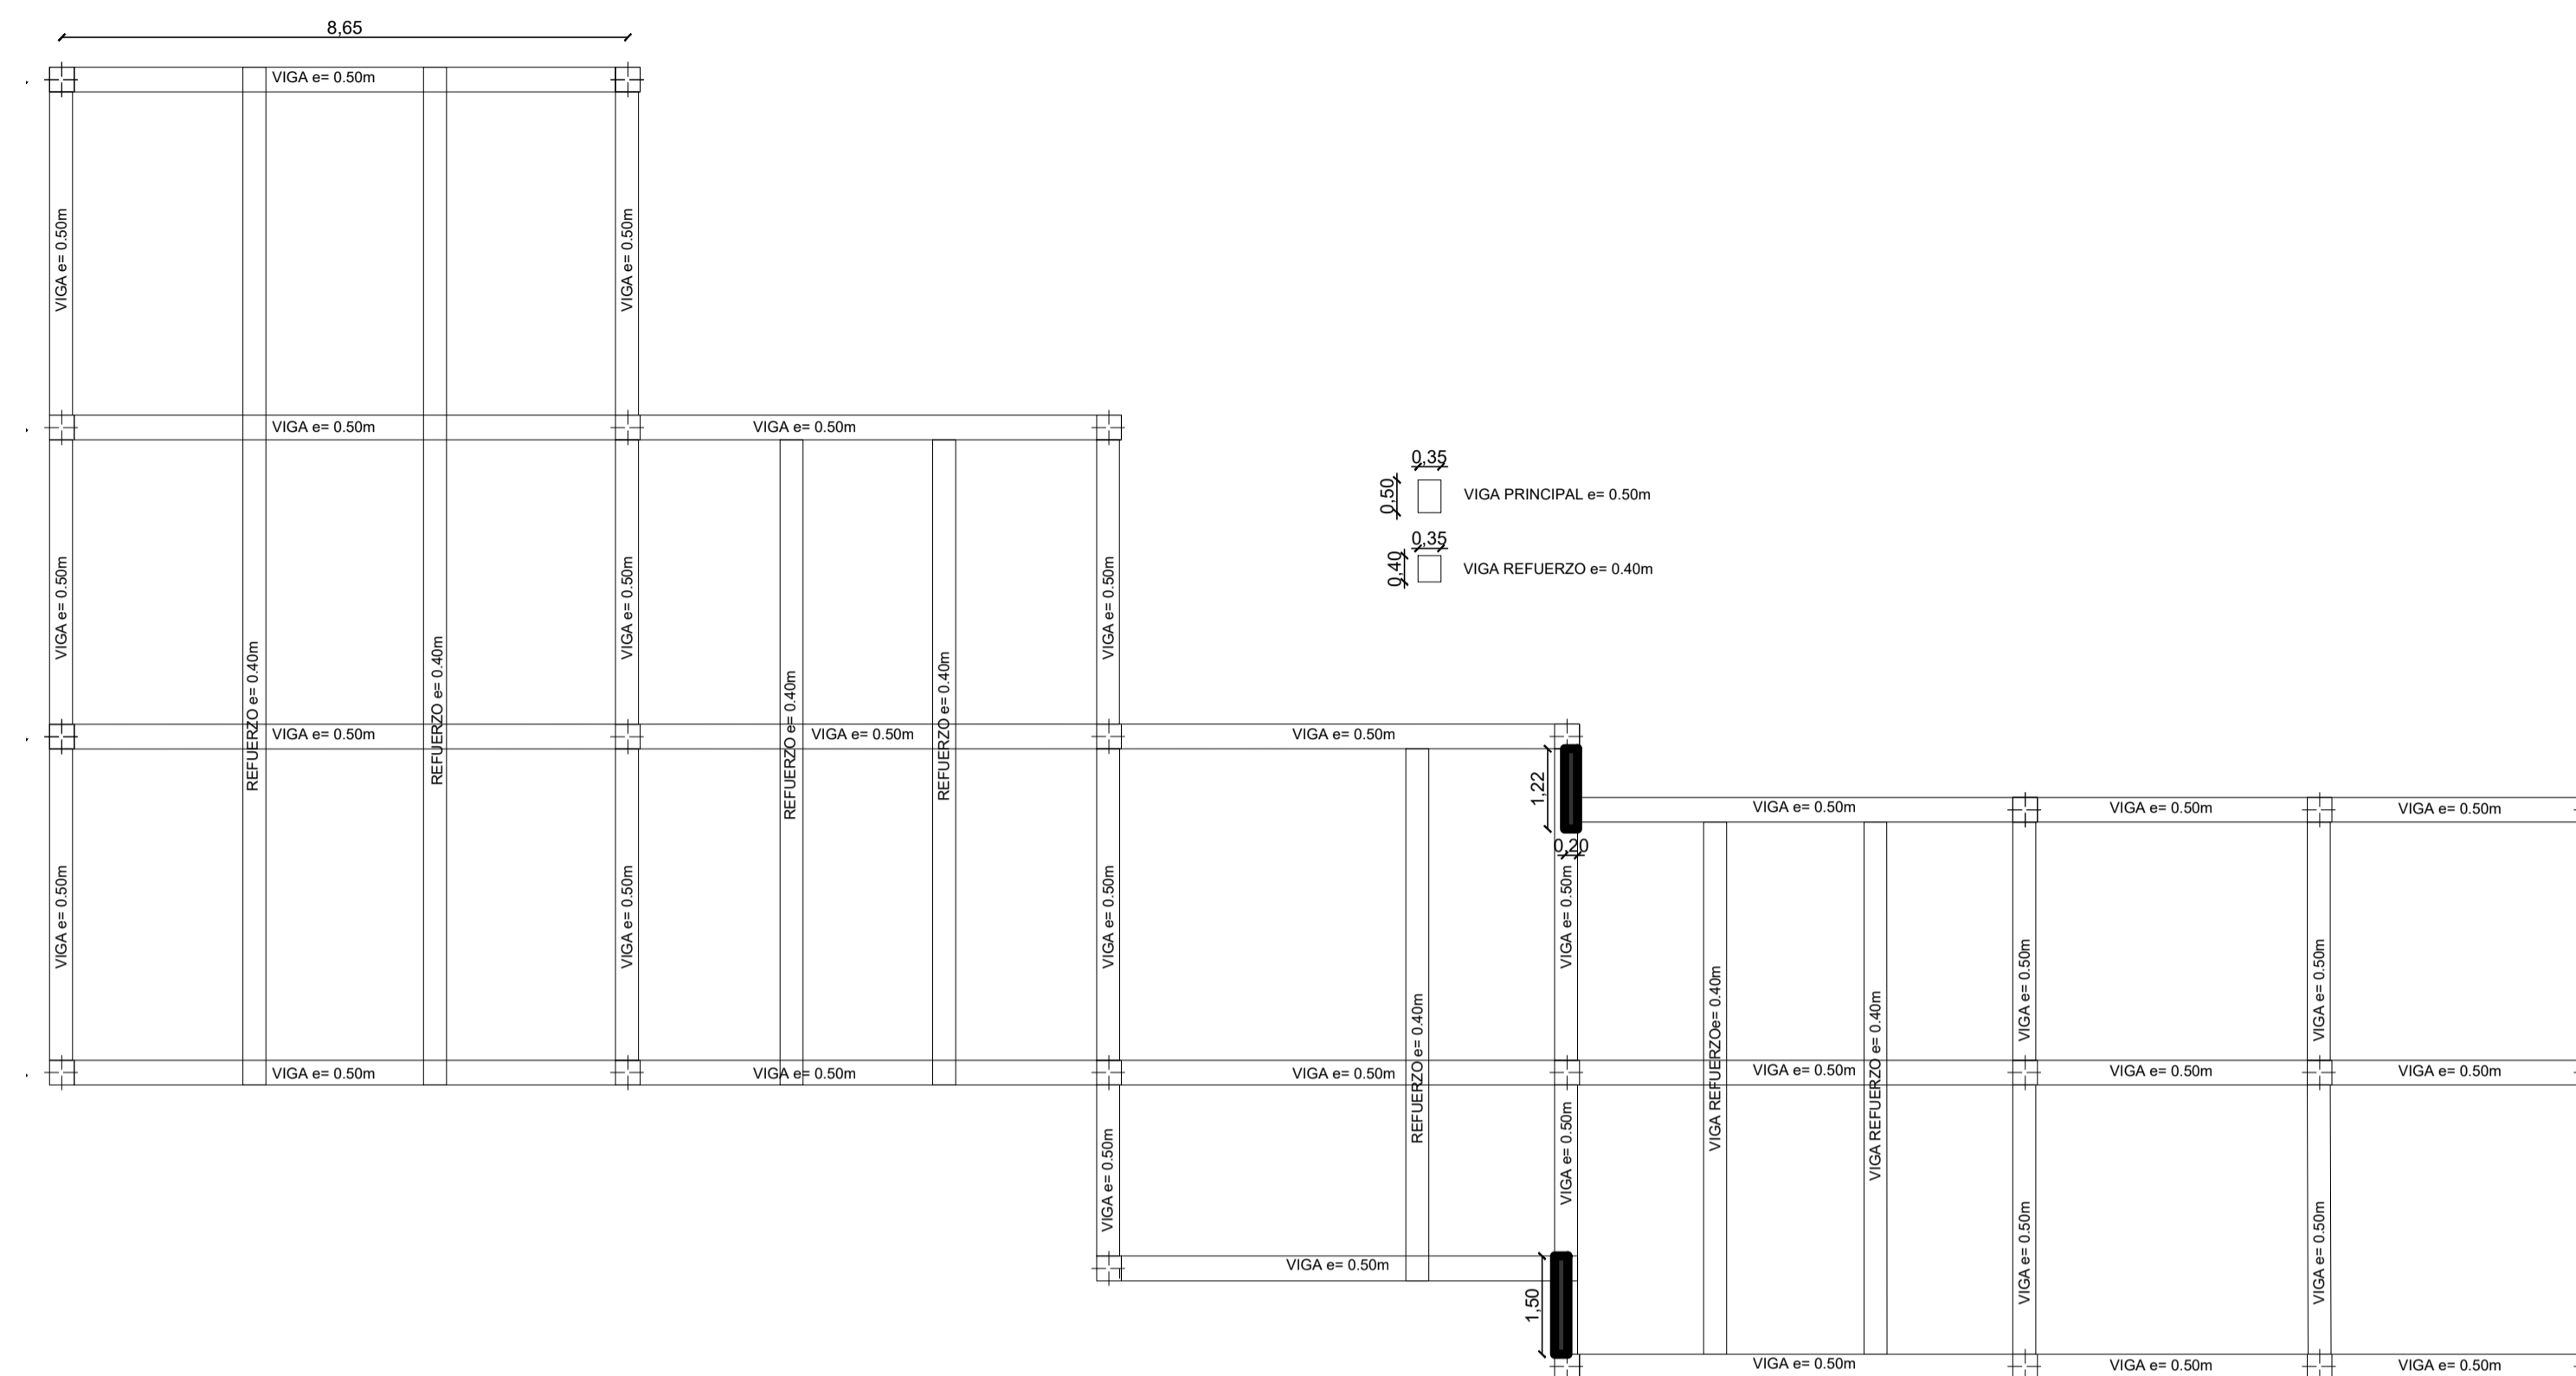 8,65
VIGA e= 0.50m
VIGA e= 0.50m
VIGA e= 0.50m
VIGA e= 0.50m
VIGA e= 0.50m
0,35
0,50
VIGA PRINCIPAL e= 0.50m
0,35
0,40
VIGA REFUERZO e= 0.40m
VIGA e= 0.50m
VIGA e= 0.50m
VIGA e= 0.50m
REFUERZO e= 0.40m
REFUERZO e= 0.40m
REFUERZO e= 0.40m
REFUERZO e= 0.40m
VIGA e= 0.50m
VIGA e= 0.50m
VIGA e= 0.50m
1,22
0,20
VIGA e= 0.50m
VIGA e= 0.50m
VIGA e= 0.50m
VIGA e= 0.50m
VIGA e= 0.50m
VIGA e= 0.50m
VIGA e= 0.50m
VIGA e= 0.50m
VIGA e= 0.50m
REFUERZO e= 0.40m
VIGA REFUERZOe= 0.40m
VIGA REFUERZO e= 0.40m
VIGA e= 0.50m
VIGA e= 0.50m
VIGA e= 0.50m
VIGA e= 0.50m
VIGA e= 0.50m
VIGA e= 0.50m
VIGA e= 0.50m
VIGA e= 0.50m
VIGA e= 0.50m
VIGA e= 0.50m
VIGA e= 0.50m
VIGA e= 0.50m
1,50
VIGA e= 0.50m
VIGA e= 0.50m
VIGA e= 0.50m